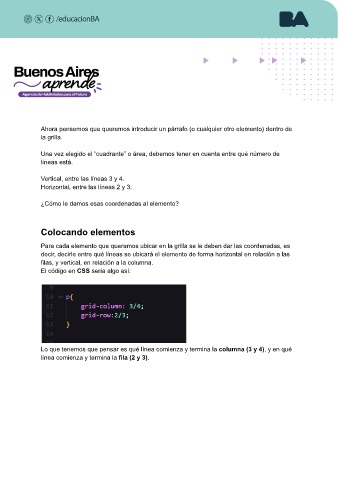 /educacionBA
BA
Buenos Aires
aprende
Agencia de Habilidades para el Futuro
Ahora pensemos que queremos introducir un párrafo (o cualquier otro elemento) dentro de
la grilla.
Una vez elegido el "cuadrante" o área, debemos tener en cuenta entre qué número de
líneas está.
Vertical, entre las líneas 3 y 4.
Horizontal, entre las líneas 2 y 3.
¿Cómo le damos esas coordenadas al elemento?
Colocando elementos
Para cada elemento que queramos ubicar en la grilla se le deben dar las coordenadas, es
decir, decirle entre qué líneas se ubicará el elemento de forma horizontal en relación a las
filas, y vertical, en relación a la columna.
El código en CSS sería algo así:
9
10 p{
11 grid-column: 3/4;
12 grid-row:2/3;
13 }
14
Lo que tenemos que pensar es qué línea comienza y termina la columna (3 y 4), y en qué
línea comienza y termina la fila (2 y 3).